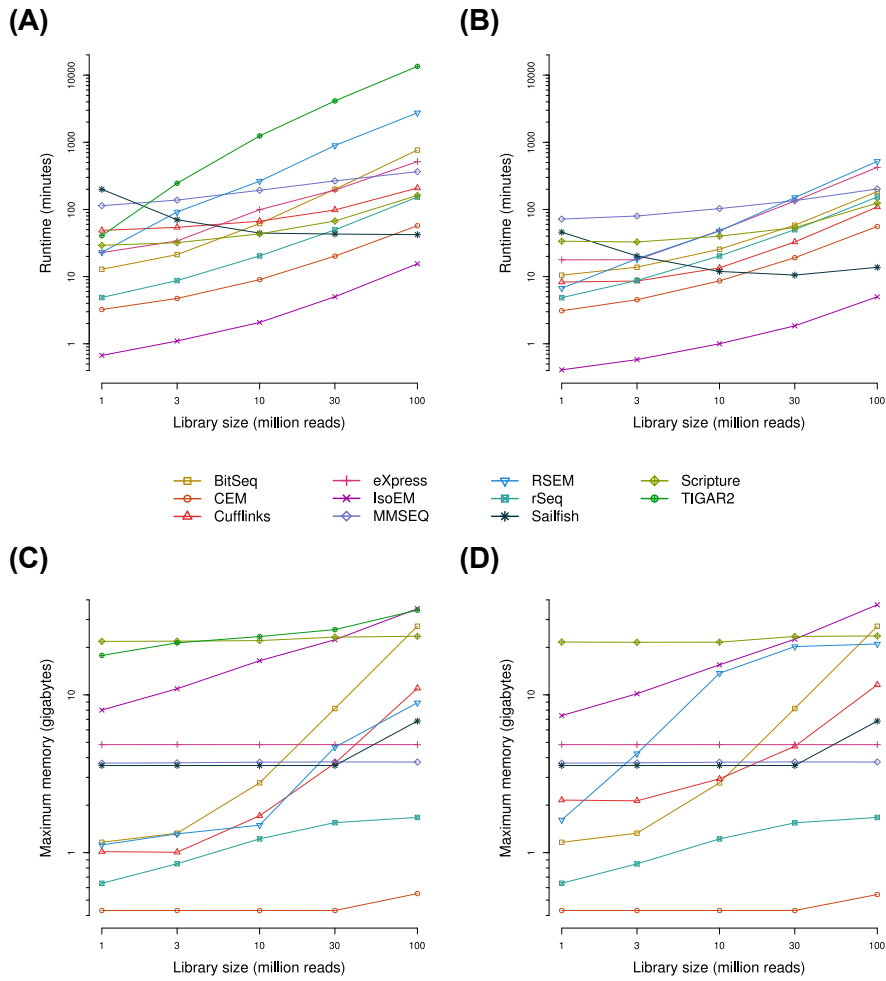 (A)
(B)
Runtime (minutes)
10000
1000
100
10
1
1 3 10 30 100
Library size (million reads)
Runtime (minutes)
10000
1000
100
10
1
1 3 10 30 100
Library size (million reads)
BitSeq eXpress RSEM Scripture
CEM IsoEM rSeq TIGAR2
Cufflinks MMSEQ Sailfish
(C)
(D)
Maximum memory (gigabytes)
10
1
1 3 10 30 100
Library size (million reads)
Maximum memory (gigabytes)
10
1
1 3 10 30 100
Library size (million reads)